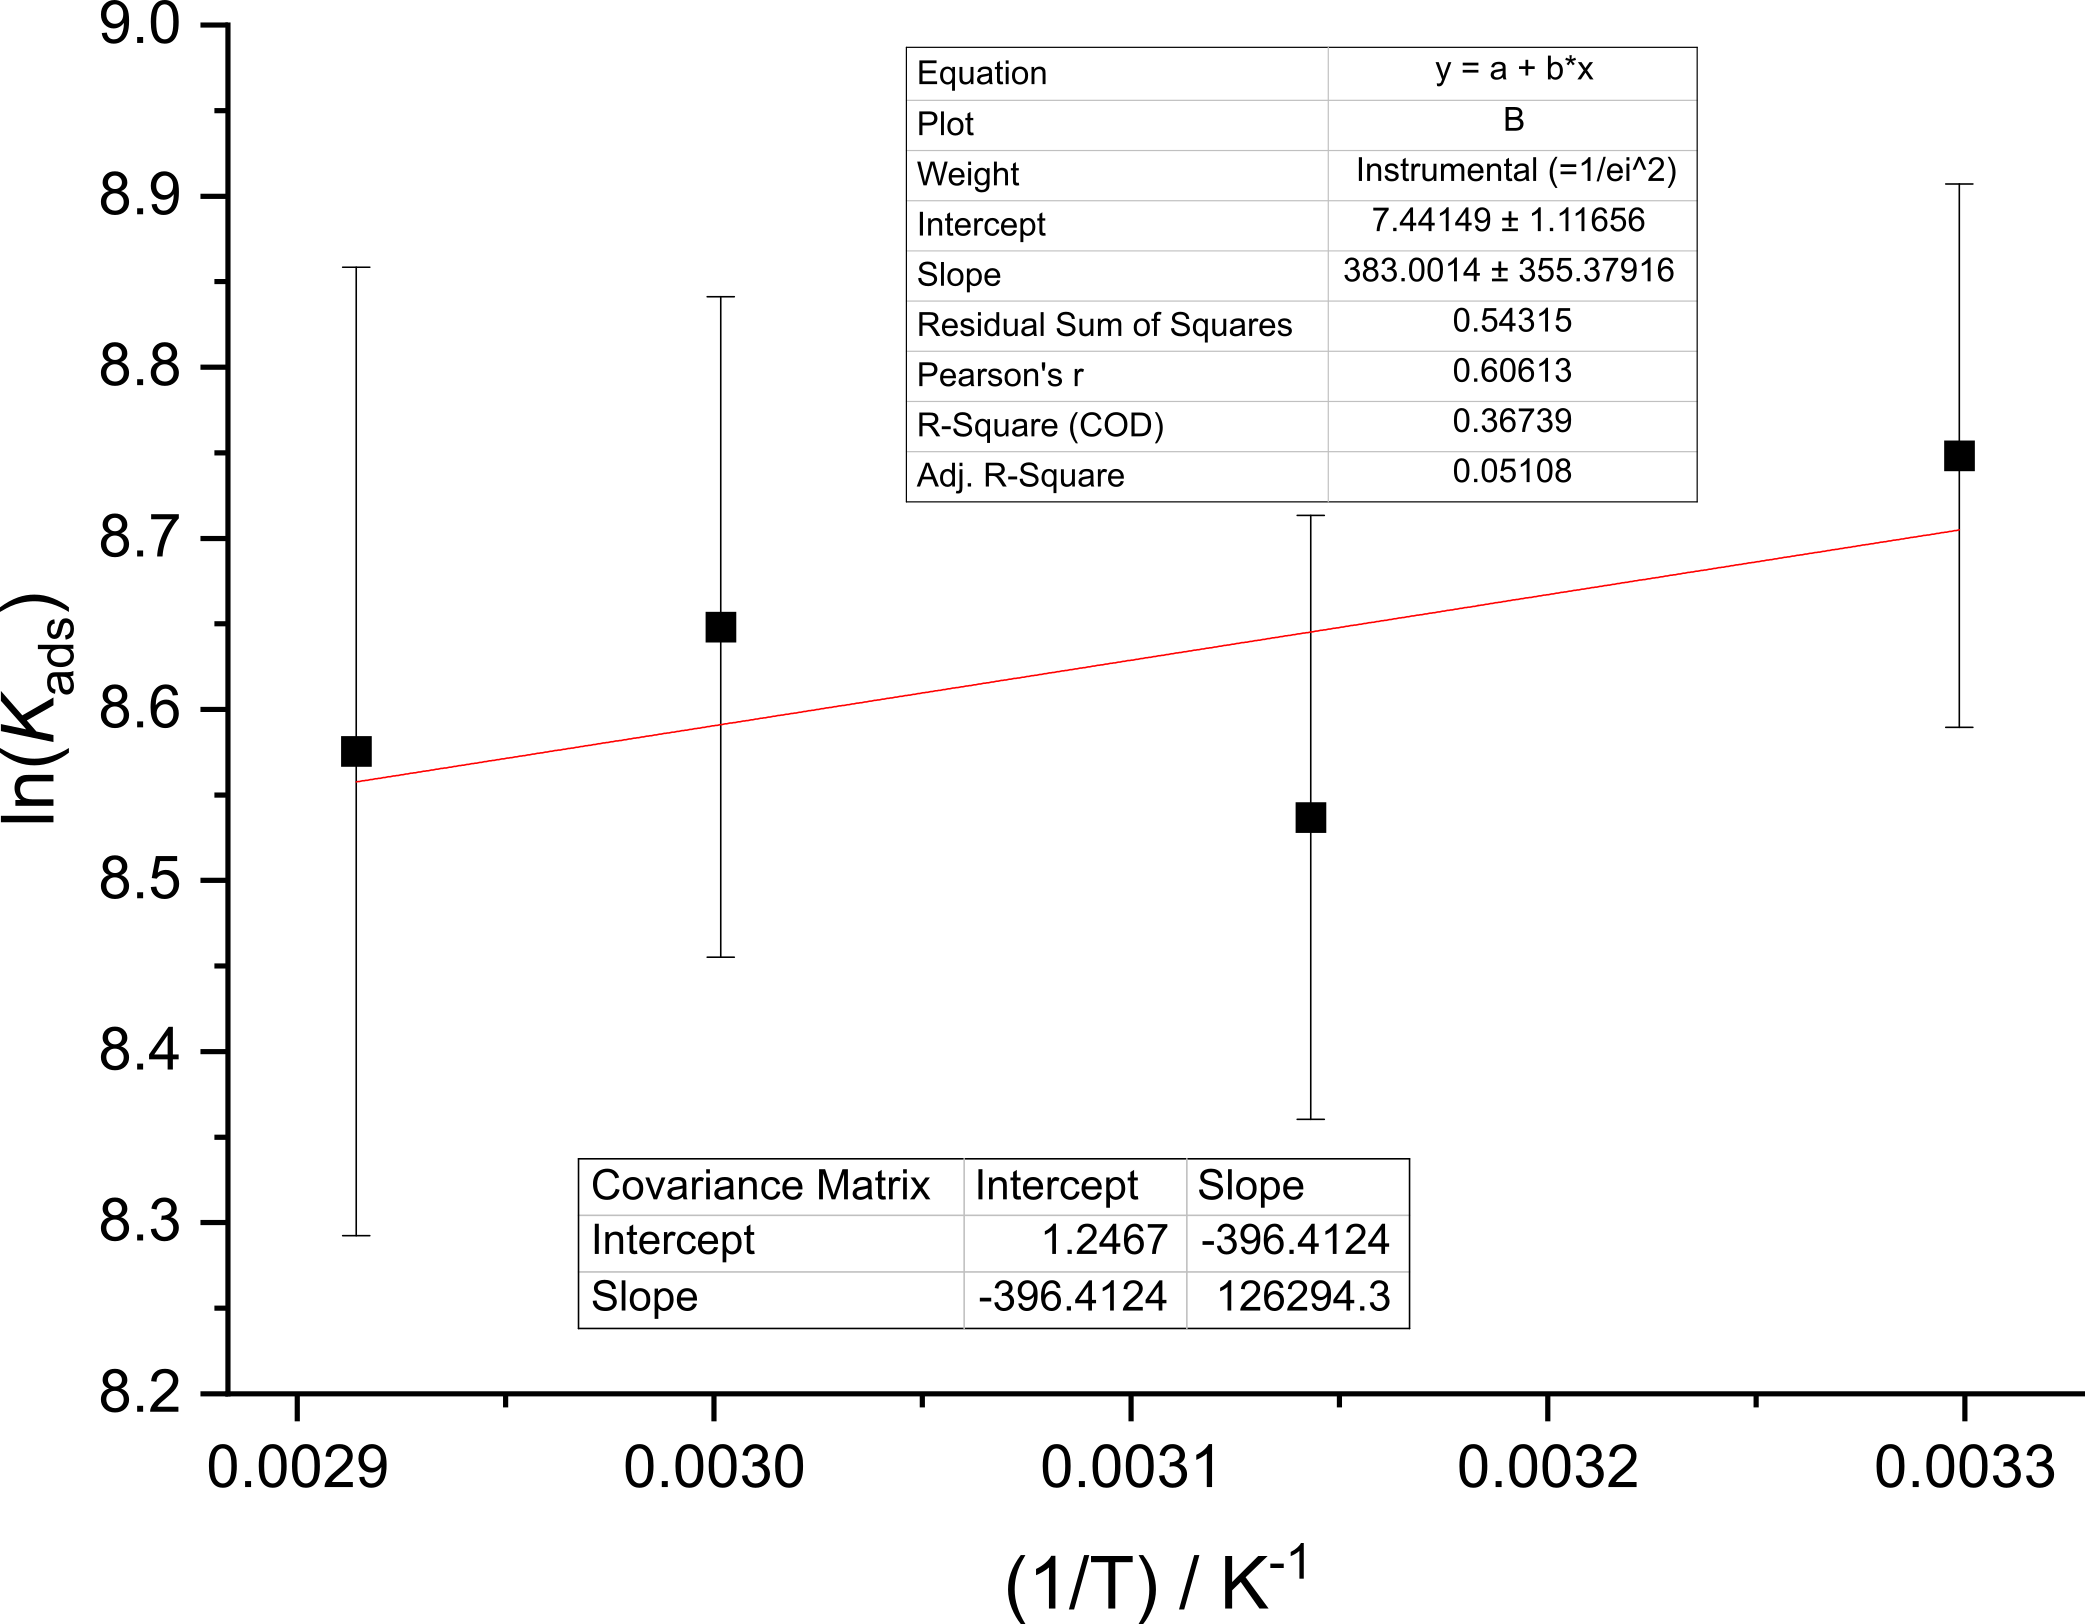 9.0
8.9
8.8
8.7
8.6
8.5
8.4
8.3
8.2
ln(Kads)
Equation y = a + b*x
Plot B
Weight Instrumental (=1/ei^2)
Intercept 7.44149 ± 1.11656
Slope 383.0014 ± 355.37916
Residual Sum of Squares 0.54315
Pearson's r 0.60613
R-Square (COD) 0.36739
Adj. R-Square 0.05108
Covariance Matrix Intercept Slope
Intercept 1.2467 -396.4124
Slope -396.4124 126294.3
0.0029 0.0030 0.0031 0.0032 0.0033
(1/T) / K-1